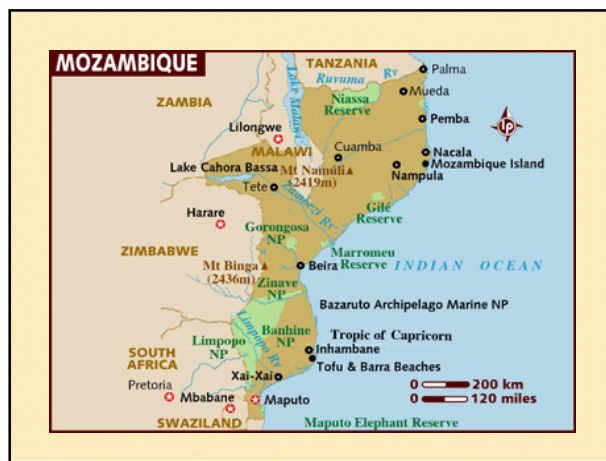 MOZAMBIQUE
TANZANIA
Ruvuma Rv
Palma
Mueda
Niassa
Reserve
ZAMBIA
Lake Malawi
Pemba
Lilongwe
MALAWI
Cuamba
Nacala
Mozambique Island
Lake Cahora Bassa
Mt Namúli
(2419m)
Nampula
Tete
Zambezi Rv
Gilé
Reserve
Harare
Gorongosa
NP
Marromeu
Reserve
ZIMBABWE
Mt Binga
(2436m)
Beira
INDIAN OCEAN
Zinave
NP
Bazaruto Archipelago Marine NP
Limpopo Rv
Banhine
NP
Tropic of Capricorn
Limpopo
NP
Inhambane
Tofu & Barra Beaches
SOUTH
AFRICA
Pretoria
Xai-Xai
Mbabane
Maputo
0 200 km
0 120 miles
SWAZILAND
Maputo Elephant Reserve
lp